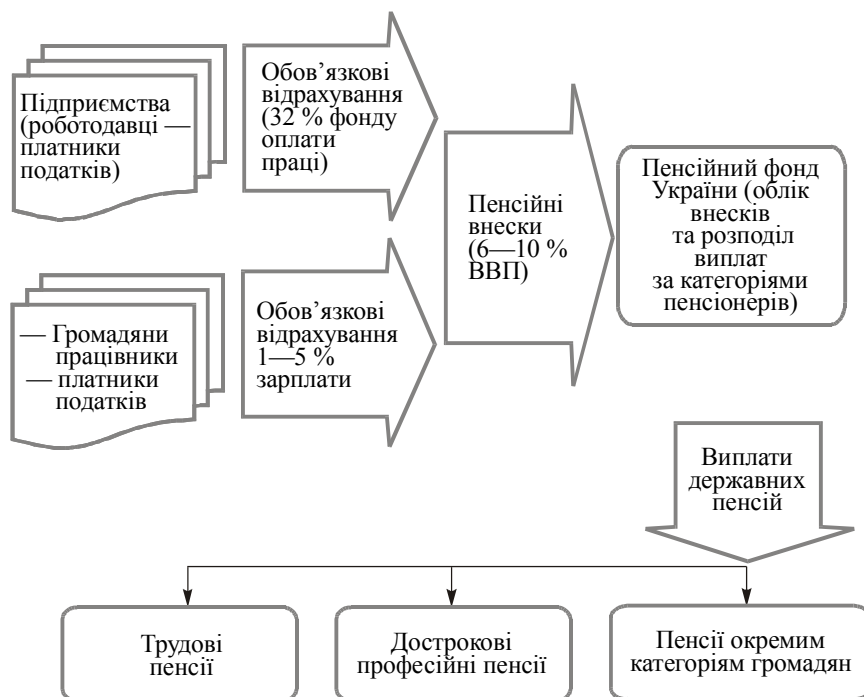 Підприємства
(роботодавці —
платники
податків)
Обов’язкові
відрахування
(32 % фонду
оплати
праці)
Пенсійні
внески
(6—10 %
ВВП)
Пенсійний фонд
України (облік
внесків
та розподіл
виплат
за категоріями
пенсіонерів)
— Громадяни
працівники
— платники
податків
Обов’язкові
відрахування
1—5 %
зарплати
Виплати
державних
пенсій
Трудові
пенсії
Дострокові
професійні пенсії
Пенсії окремим
категоріям громадян